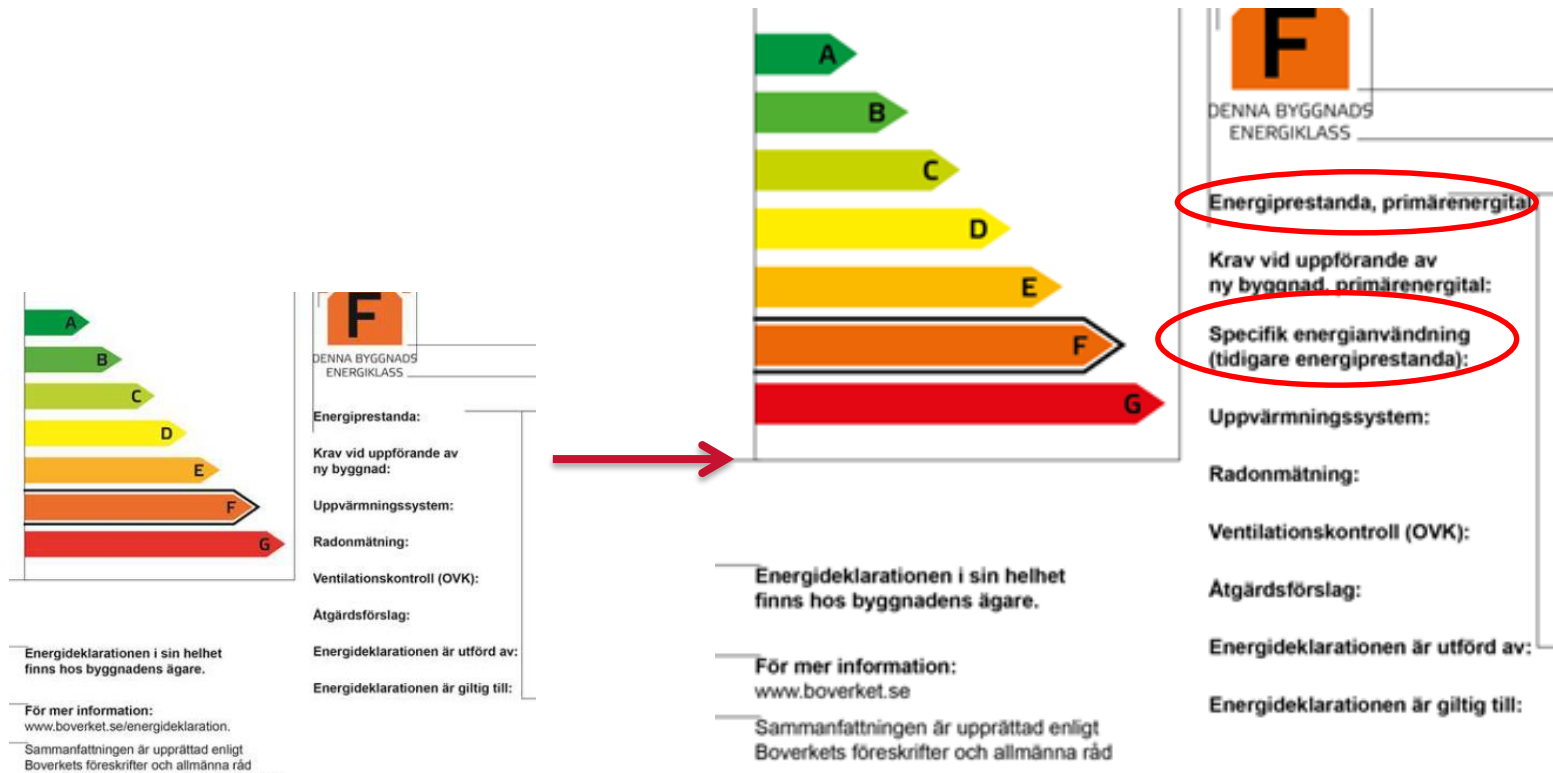 A
B
C
D
E
F
G
F
DENNA BYGGNADS
ENERGIKLASS
Energiprestanda:
Krav vid uppförande av
ny byggnad:
Uppvärmningssystem:
Radonmätning:
Ventilationskontroll (OVK):
Åtgärdsförslag:
Energideklarationen är utförd av:
Energideklarationen är giltig till:
Energideklarationen i sin helhet
finns hos byggnadens ägare.
För mer information:
www.boverket.se/energideklaration.
Sammanfattningen är upprättad enligt
Boverkets föreskrifter och allmänna råd
A
B
C
D
E
F
G
F
DENNA BYGGNADS
ENERGIKLASS
Energiprestanda, primärenergital
Krav vid uppförande av
ny byggnad, primärenergital:
Specifik energianvändning
(tidigare energiprestanda):
Uppvärmningssystem:
Radonmätning:
Ventilationskontroll (OVK):
Åtgärdsförslag:
Energideklarationen är utförd av:
Energideklarationen är giltig till:
Energideklarationen i sin helhet
finns hos byggnadens ägare.
För mer information:
www.boverket.se
Sammanfattningen är upprättad enligt
Boverkets föreskrifter och allmänna råd